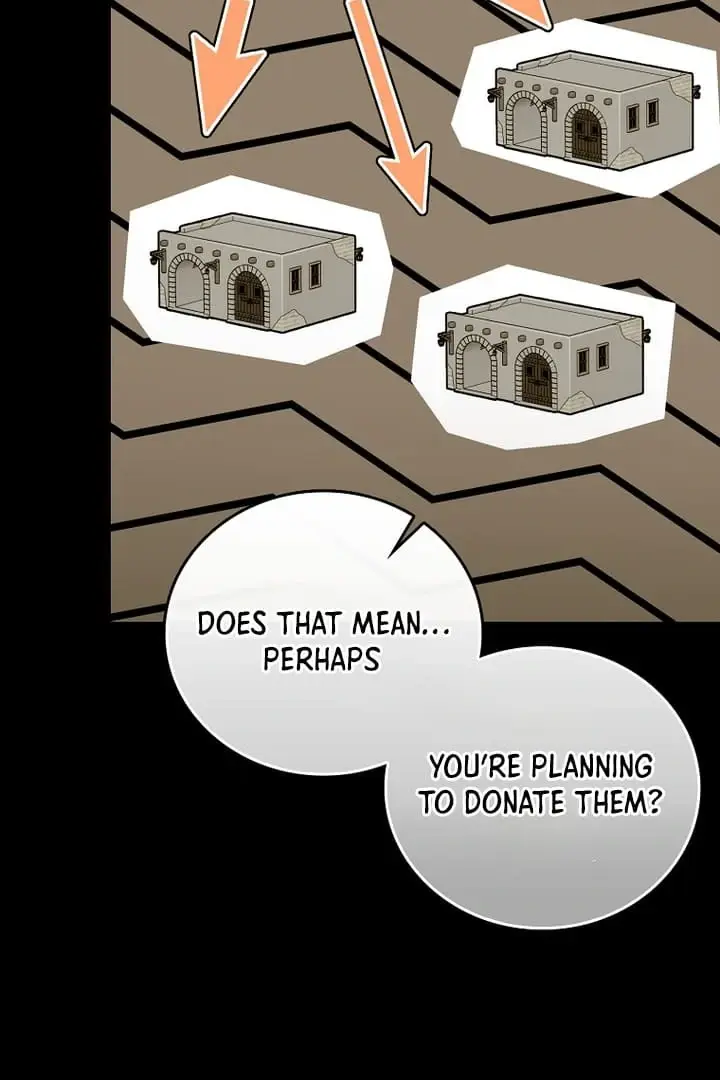 DOES THAT MEAN...
PERHAPS
YOU'RE PLANNING
TO DONATE THEM?